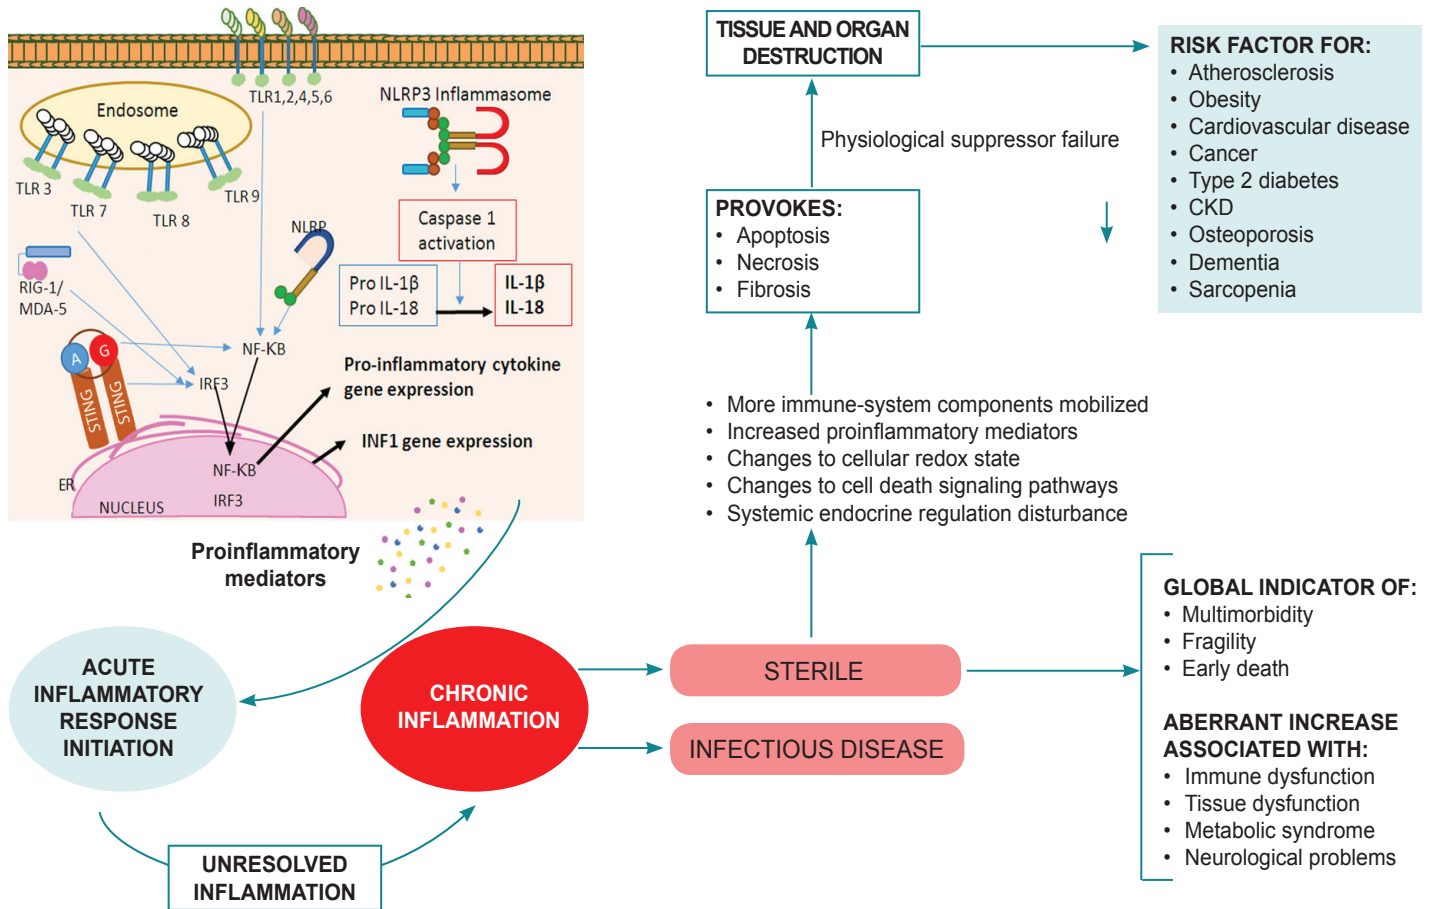 TLR1,2,4,5,6
Endosome
TLR 3
TLR 7
TLR 8
TLR 9
NLRP3 Inflammasome
Caspase 1
activation
Pro IL-1β
Pro IL-18
IL-1β
IL-18
NLRP
RIG-1/
MDA-5
A
G
STING
STING
NF-KB
IRF3
Pro-inflammatory cytokine
gene expression
INF1 gene expression
NF-KB
IRF3
ER
NUCLEUS
Proinflammatory
mediators
ACUTE
INFLAMMATORY
RESPONSE
INITIATION
UNRESOLVED
INFLAMMATION
CHRONIC
INFLAMMATION
STERILE
INFECTIOUS DISEASE
• More immune-system components mobilized
• Increased proinflammatory mediators
• Changes to cellular redox state
• Changes to cell death signaling pathways
• Systemic endocrine regulation disturbance
PROVOKES:
• Apoptosis
• Necrosis
• Fibrosis
Physiological suppressor failure
TISSUE AND ORGAN
DESTRUCTION
RISK FACTOR FOR:
• Atherosclerosis
• Obesity
• Cardiovascular disease
• Cancer
• Type 2 diabetes
• CKD
• Osteoporosis
• Dementia
• Sarcopenia
GLOBAL INDICATOR OF:
• Multimorbidity
• Fragility
• Early death
ABERRANT INCREASE
ASSOCIATED WITH:
• Immune dysfunction
• Tissue dysfunction
• Metabolic syndrome
• Neurological problems